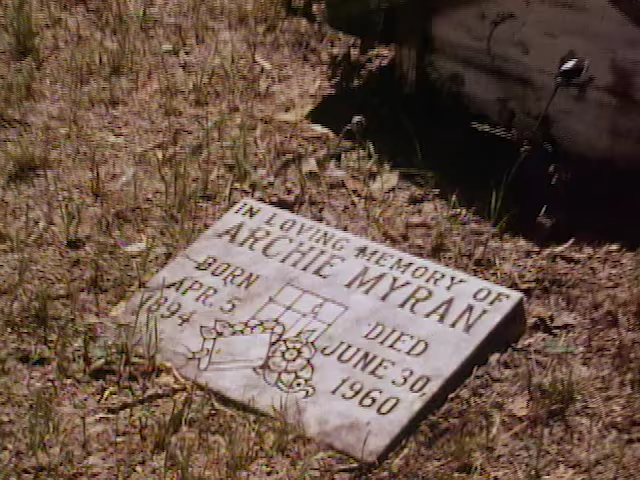 IN LOVING MEMORY OF
ARCHIE MYRAN
BORN
APR. 5
1894
DIED
JUNE 30,
1960